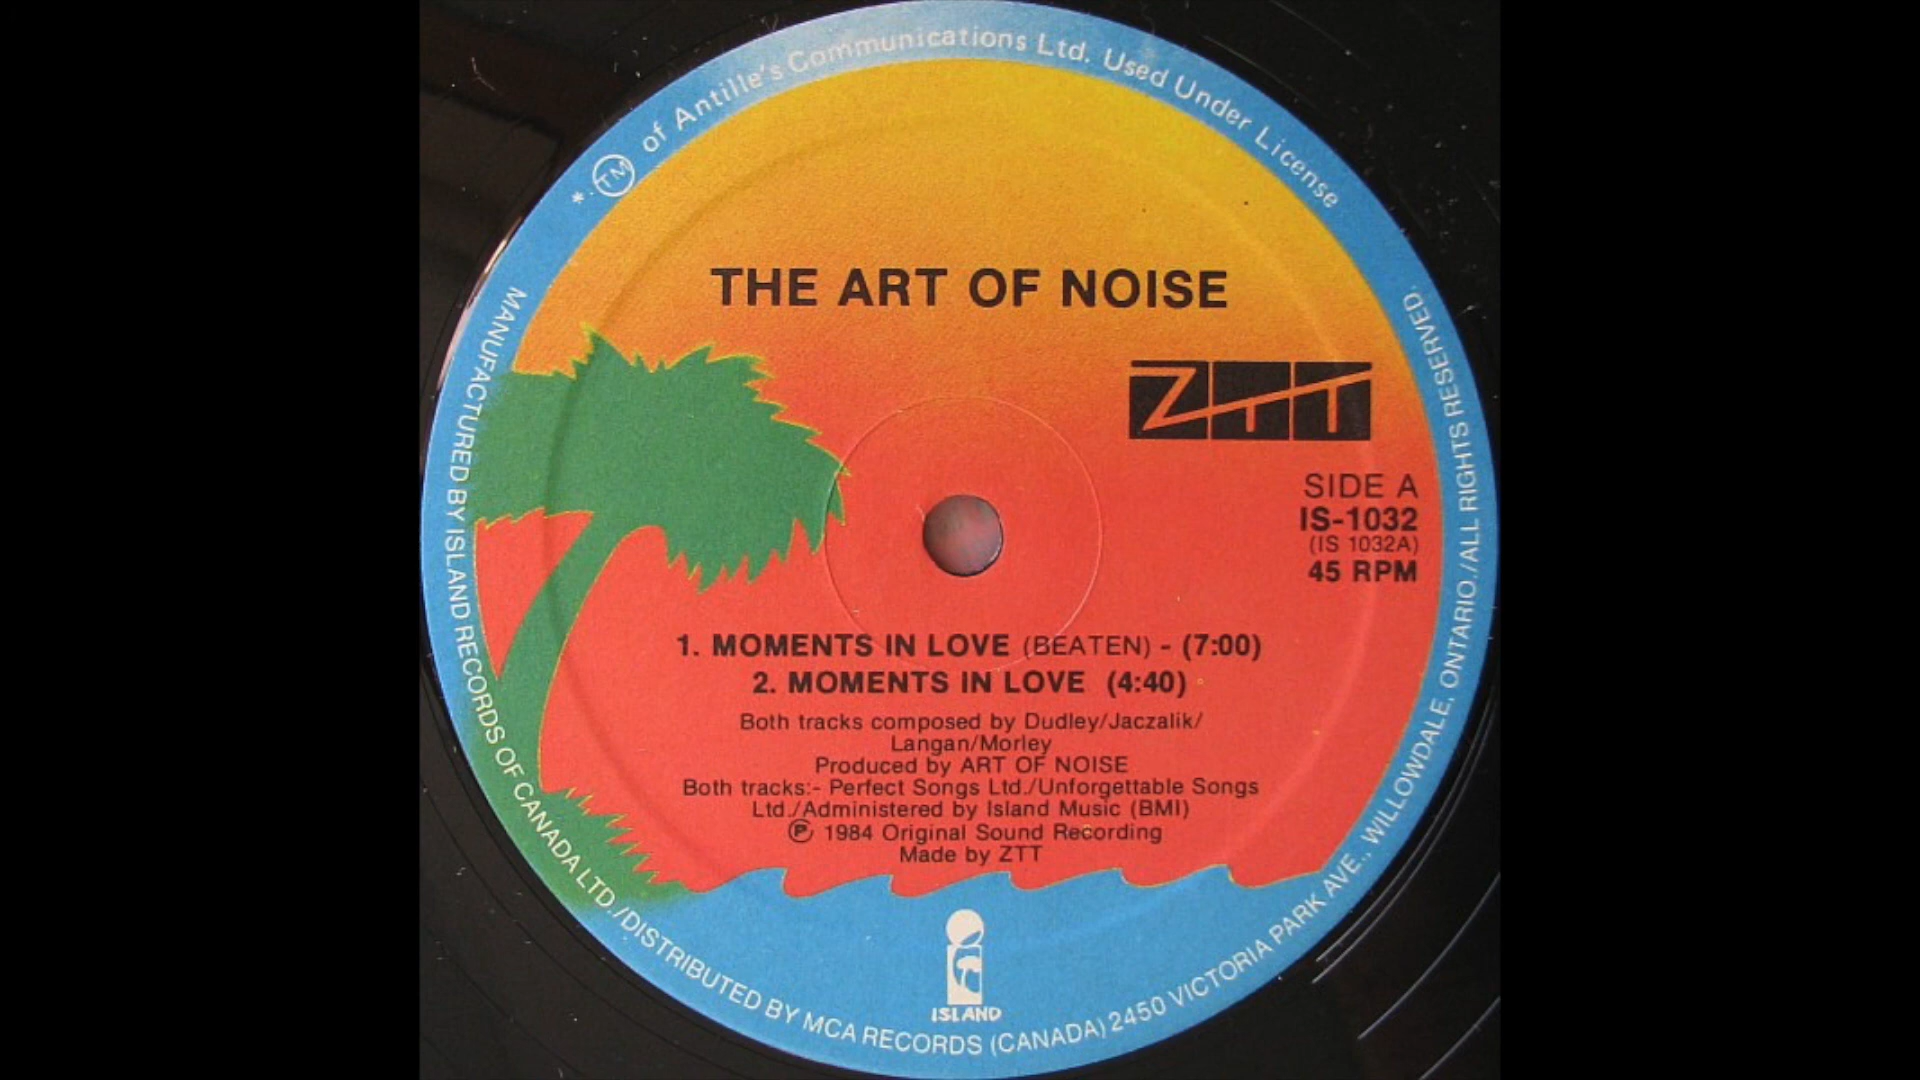 *. TM of Antille's Communications Ltd. Used Under License
THE ART OF NOISE
ZTT
SIDE A
IS-1032
(IS 1032A)
45 RPM
1. MOMENTS IN LOVE (BEATEN) - (7:00)
2. MOMENTS IN LOVE (4:40)
Both tracks composed by Dudley/Jaczalik/
Langan/Morley
Produced by ART OF NOISE
Both tracks:- Perfect Songs Ltd./Unforgettable Songs
Ltd./Administered by Island Music (BMI)
Ⓟ 1984 Original Sound Recording
Made by ZTT
ISLAND
MANUFACTURED BY ISLAND RECORDS OF CANADA LTD./DISTRIBUTED BY MCA RECORDS (CANADA) 2450 VICTORIA PARK AVE., WILLOWDALE, ONTARIO./ALL RIGHTS RESERVED.